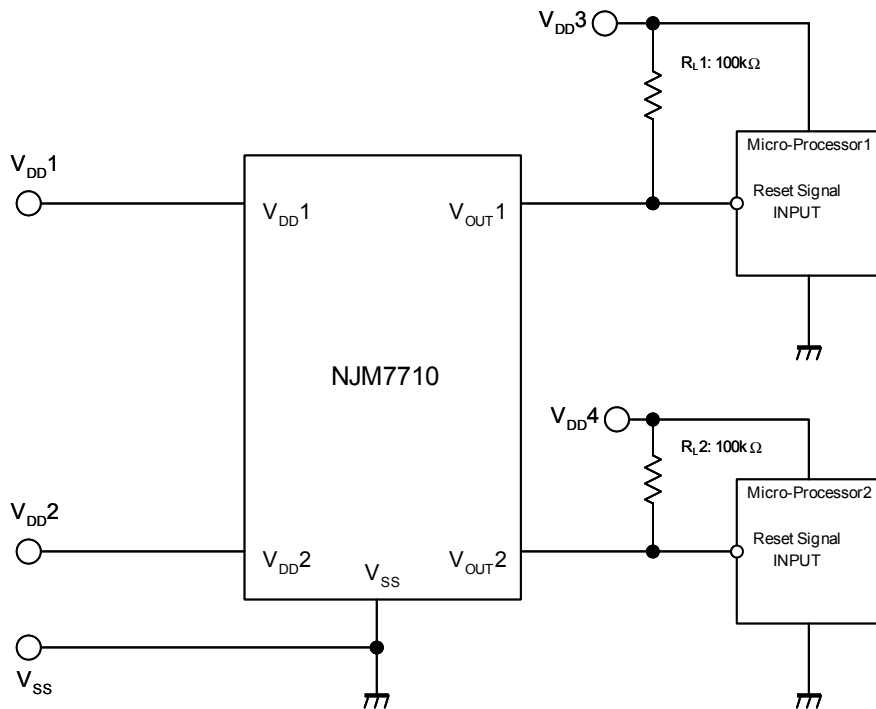 VDD3
RL1: 100kΩ
Micro-Processor1
VDD1
VDD1
VOUT1
Reset Signal
INPUT
NJM7710
VDD4
RL2: 100kΩ
Micro-Processor2
VDD2
VDD2
VSS
VOUT2
Reset Signal
INPUT
VSS